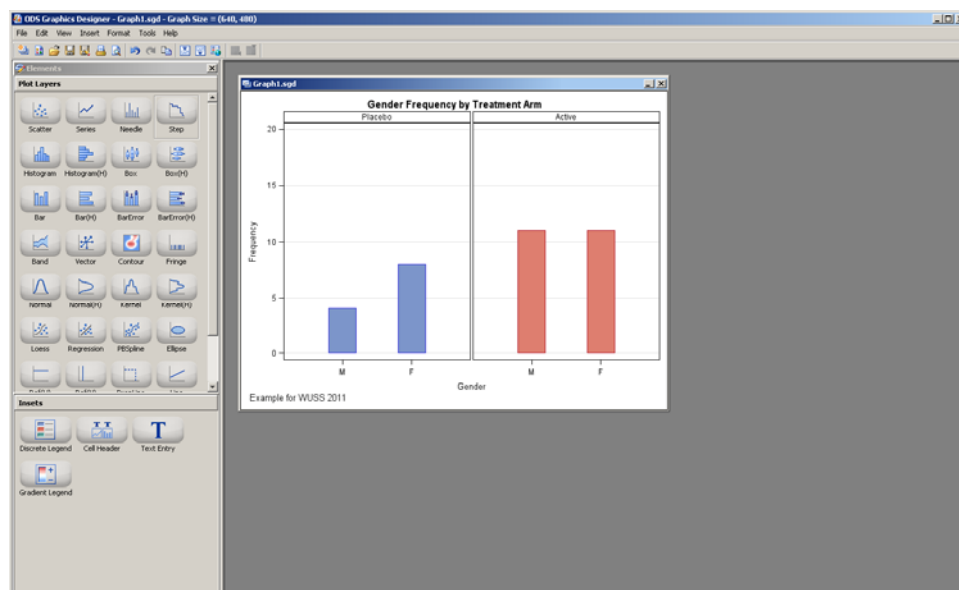 ODS Graphics Designer - Graph1.sgd - Graph Size = (640, 480)
File Edit View Insert Format Tools Help
Elements
Plot Layers
Scatter Series Needle Step
Histogram Histogram(H) Box Box(H)
Bar Bar(H) BarError BarError(H)
Band Vector Contour Fringe
Normal Normal(H) Kernel Kernel(H)
Loess Regression PBSpline Ellipse
Insets
Discrete Legend Cell Header Text Entry
Gradient Legend
Graph1.sgd
Gender Frequency by Treatment Arm
Placebo Active
20
15
10
5
0
Frequency
M F M F
Gender
Example for WUSS 2011